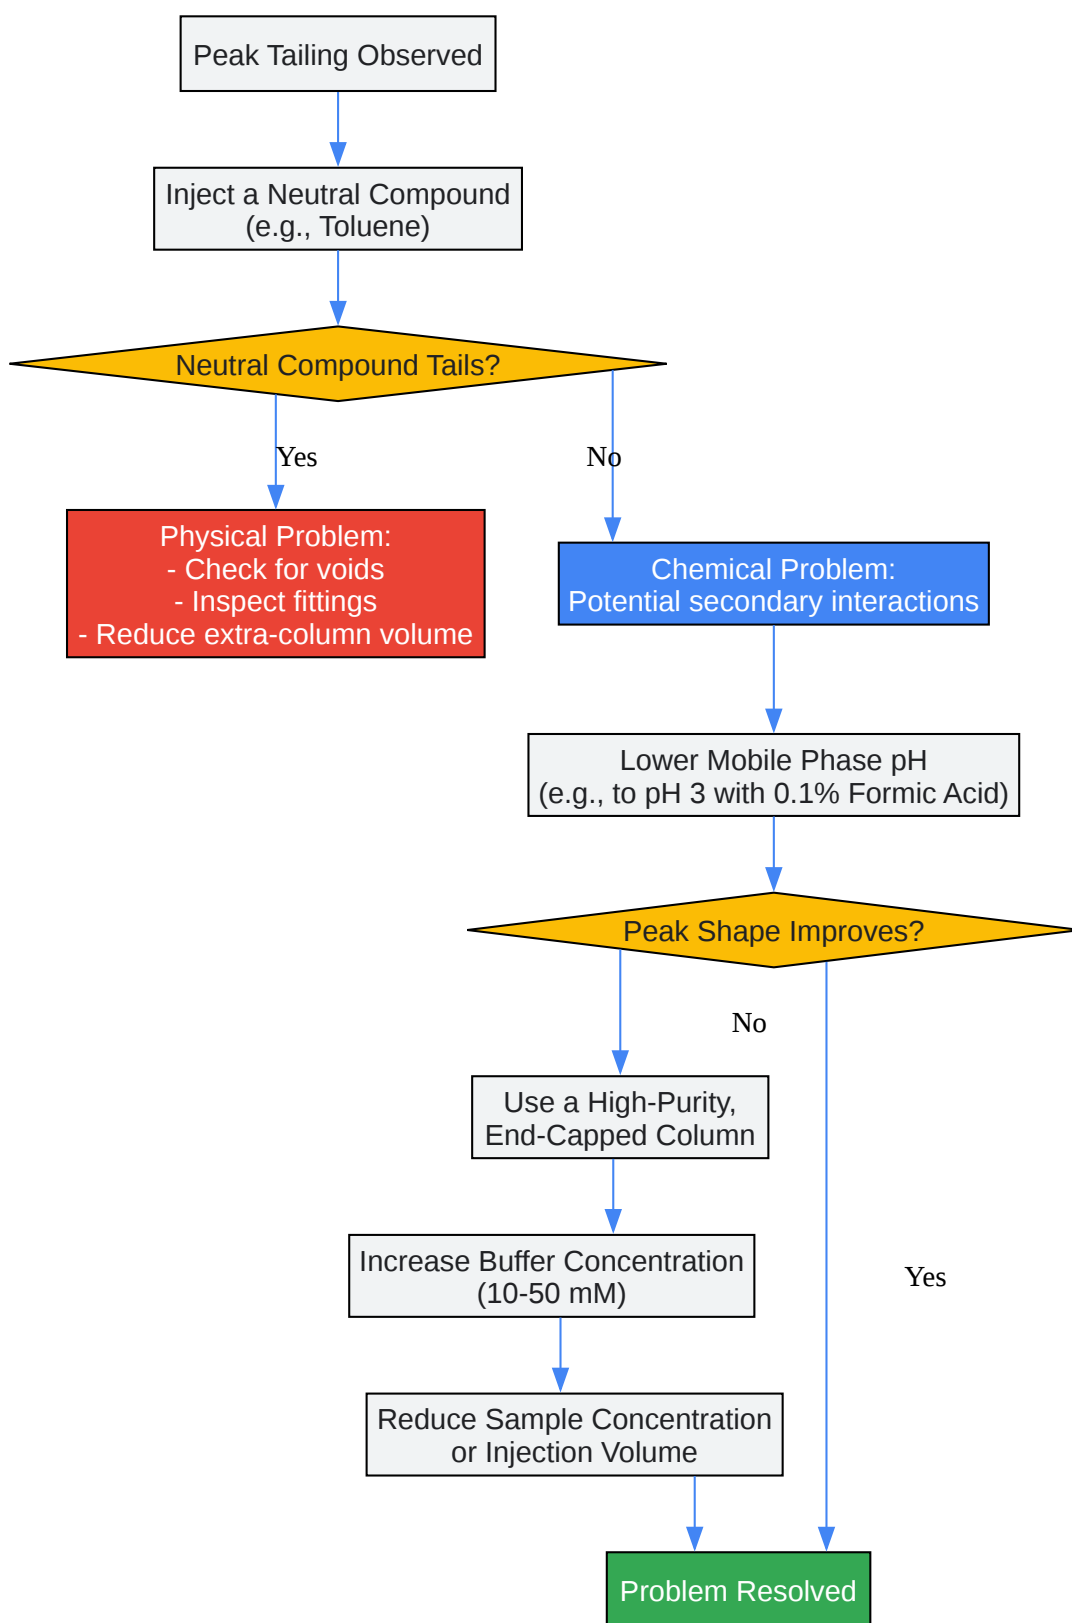 Peak Tailing Observed
Inject a Neutral Compound
(e.g., Toluene)
Neutral Compound Tails?
Yes
No
Physical Problem:
- Check for voids
- Inspect fittings
- Reduce extra-column volume
Chemical Problem:
Potential secondary interactions
Lower Mobile Phase pH
(e.g., to pH 3 with 0.1% Formic Acid)
Peak Shape Improves?
No
Use a High-Purity,
End-Capped Column
Increase Buffer Concentration
(10-50 mM)
Yes
Reduce Sample Concentration
or Injection Volume
Problem Resolved